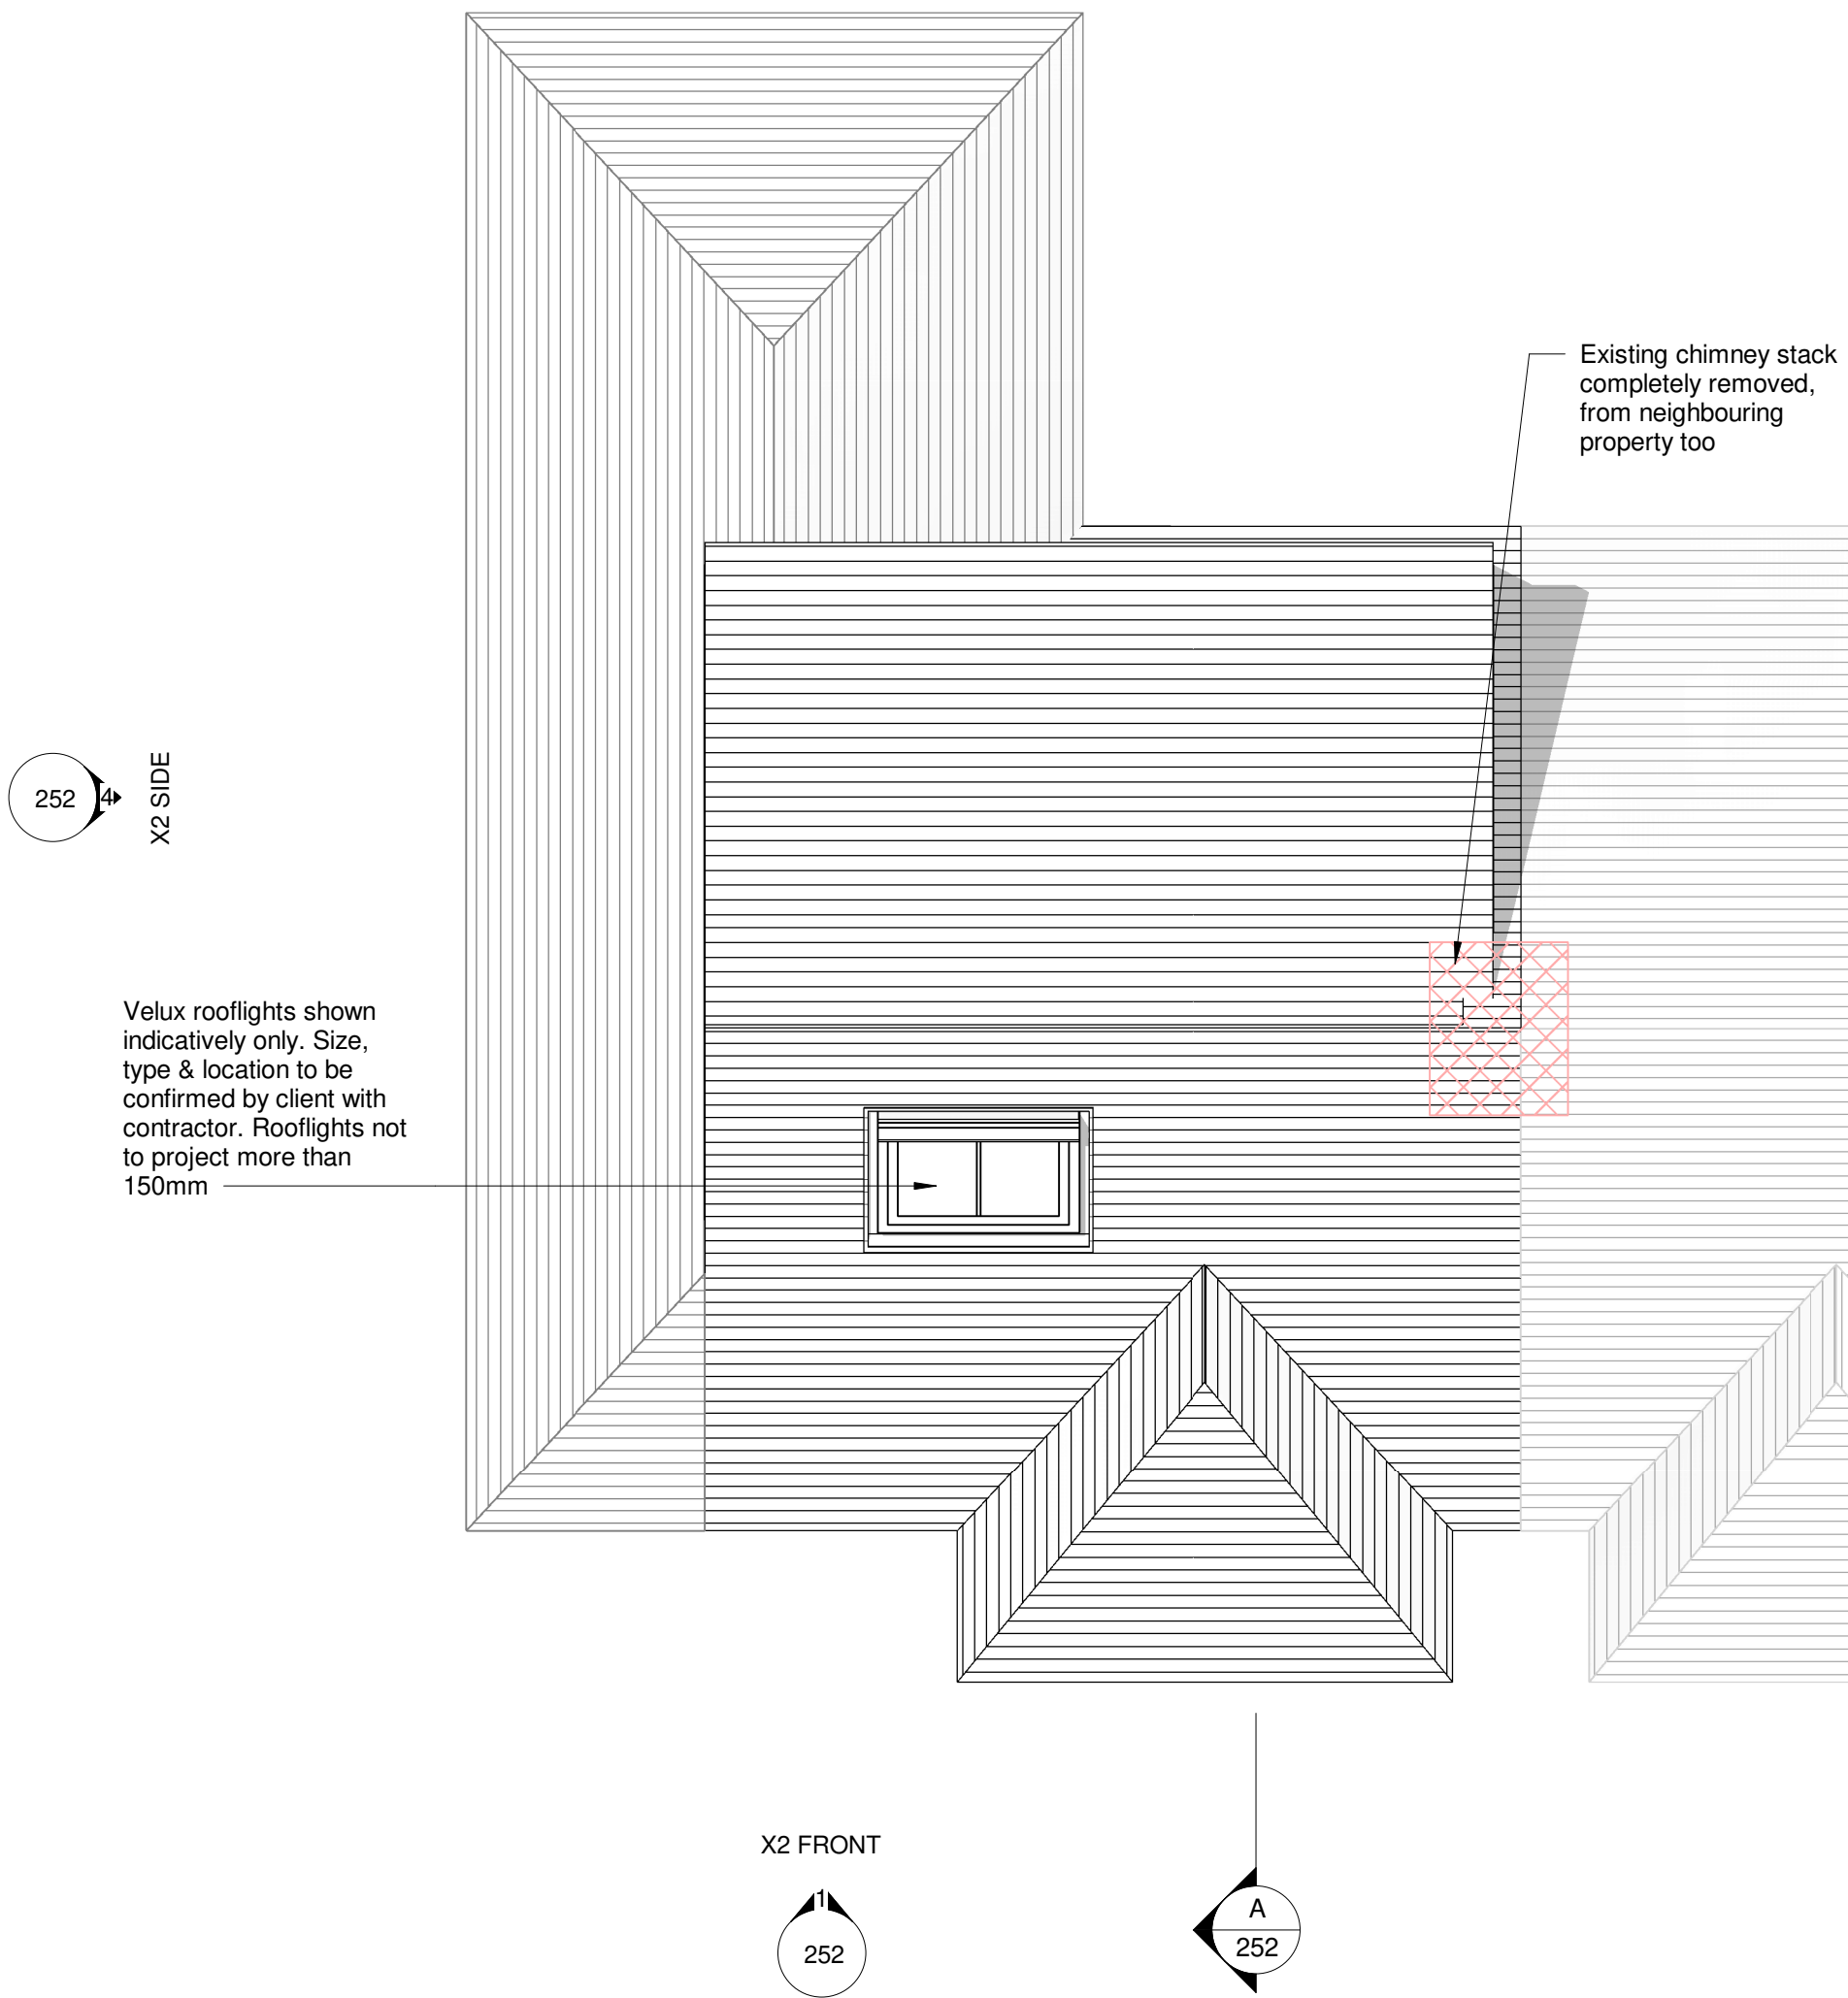 Existing chimney stack
completely removed,
from neighbouring
property too
252
4
X2 SIDE
Velux rooflights shown
indicatively only. Size,
type & location to be
confirmed by client with
contractor. Rooflights not
to project more than
150mm
X2 FRONT
1
252
A
252